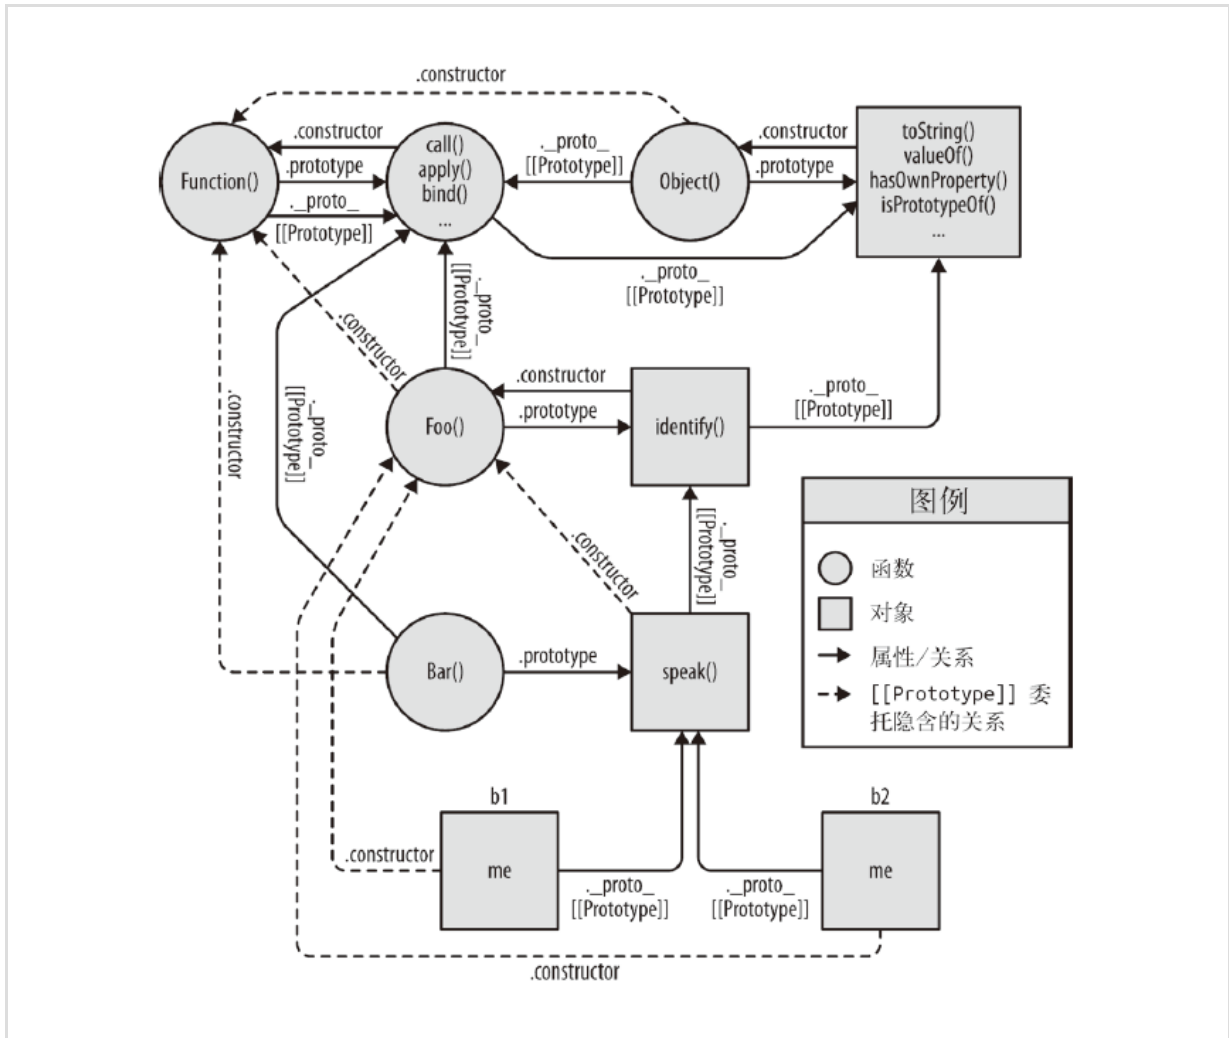 .constructor
Function()
.constructor
.prototype
._proto_
[[Prototype]]
call()
apply()
bind()
...
._proto_
[[Prototype]]
Object()
.constructor
.prototype
toString()
valueOf()
hasOwnProperty()
isPrototypeOf()
...
._proto_
[[Prototype]]
._proto_
[[Prototype]]
.constructor
.constructor
._proto_
[[Prototype]]
Foo()
.constructor
.prototype
identify()
._proto_
[[Prototype]]
.constructor
._proto_
[[Prototype]]
Bar()
.prototype
speak()
图例
函数
对象
属性/关系
[[Prototype]] 委
托隐含的关系
b1
me
.constructor
._proto_
[[Prototype]]
b2
me
._proto_
[[Prototype]]
.constructor